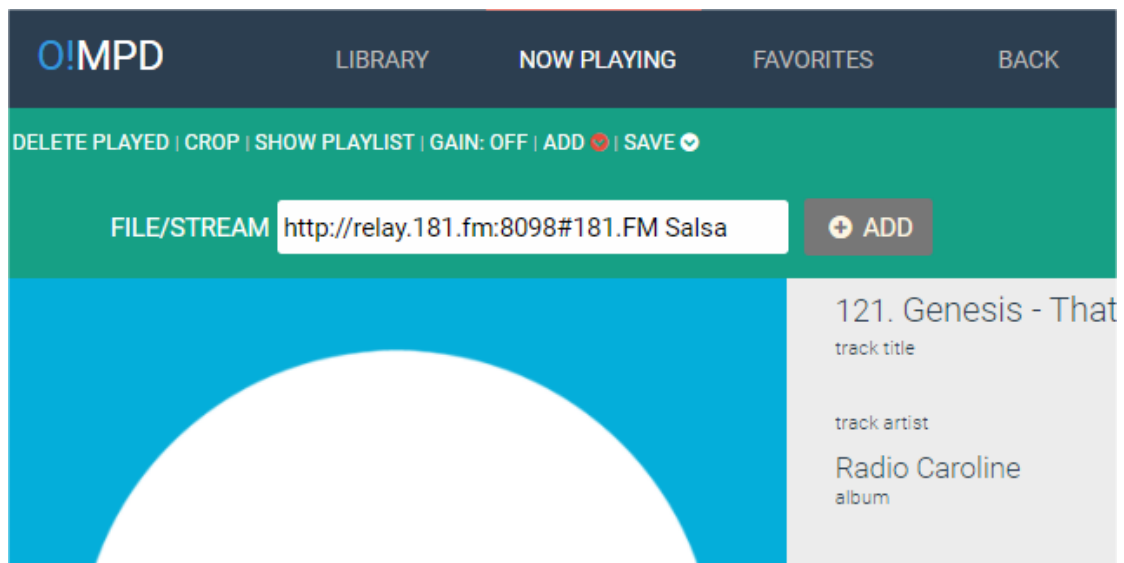 O!MPD LIBRARY NOW PLAYING FAVORITES BACK
DELETE PLAYED | CROP | SHOW PLAYLIST | GAIN: OFF | ADD | SAVE
FILE/STREAM http://relay.181.fm:8098#181.FM Salsa ADD
121. Genesis - That
track title
track artist
Radio Caroline
album